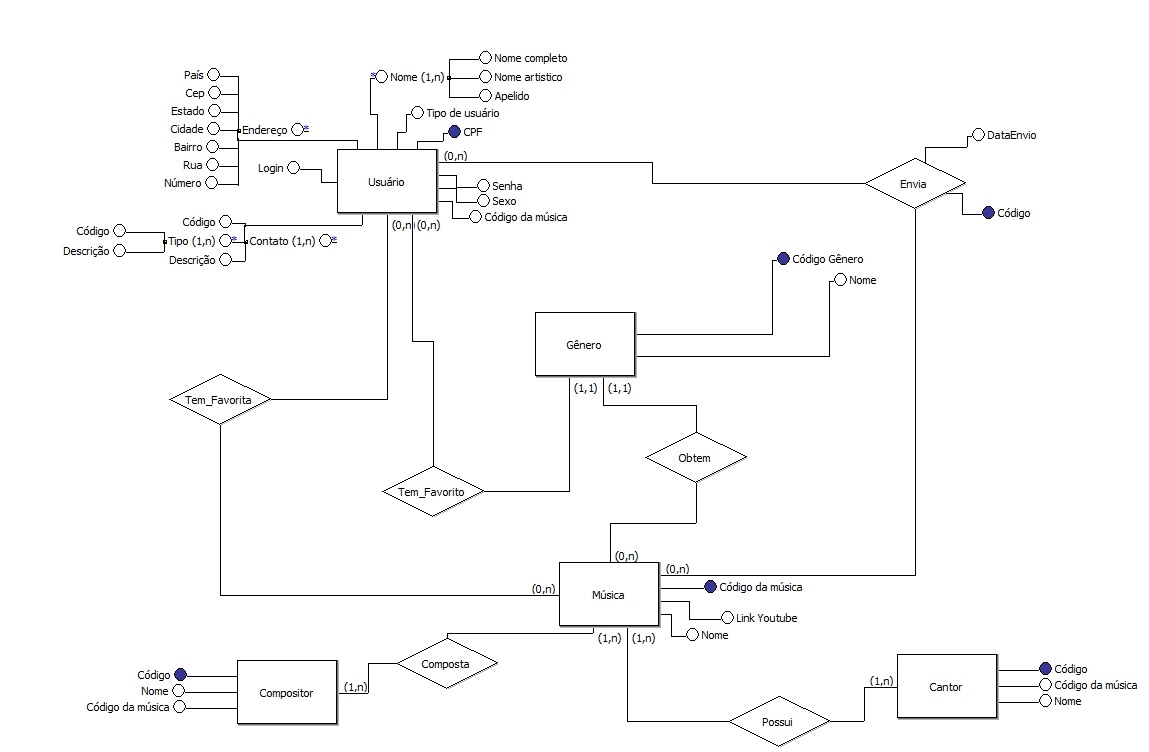 Nome completo
País
* Nome (1,n)
Nome artistico
Cep
Apelido
Estado
Tipo de usuário
Cidade
Endereço *
CPF
DataEnvio
Bairro
(0,n)
Rua
Login
Usuário
Envia
Número
Senha
Sexo
Código
Código da música
Código
(0,n) (0,n)
Código
Tipo (1,n) *
Contato (1,n) *
Descrição
Descrição
Código Gênero
Nome
Gênero
(1,1) (1,1)
Tem_Favorita
Obtem
Tem_Favorito
(0,n)
(0,n)
(0,n)
Música
Código da música
Link Youtube
Nome
(1,n) (1,n)
Composta
Código
Nome
Código da música
Compositor
(1,n)
(1,n)
Cantor
Código
Código da música
Nome
Possui